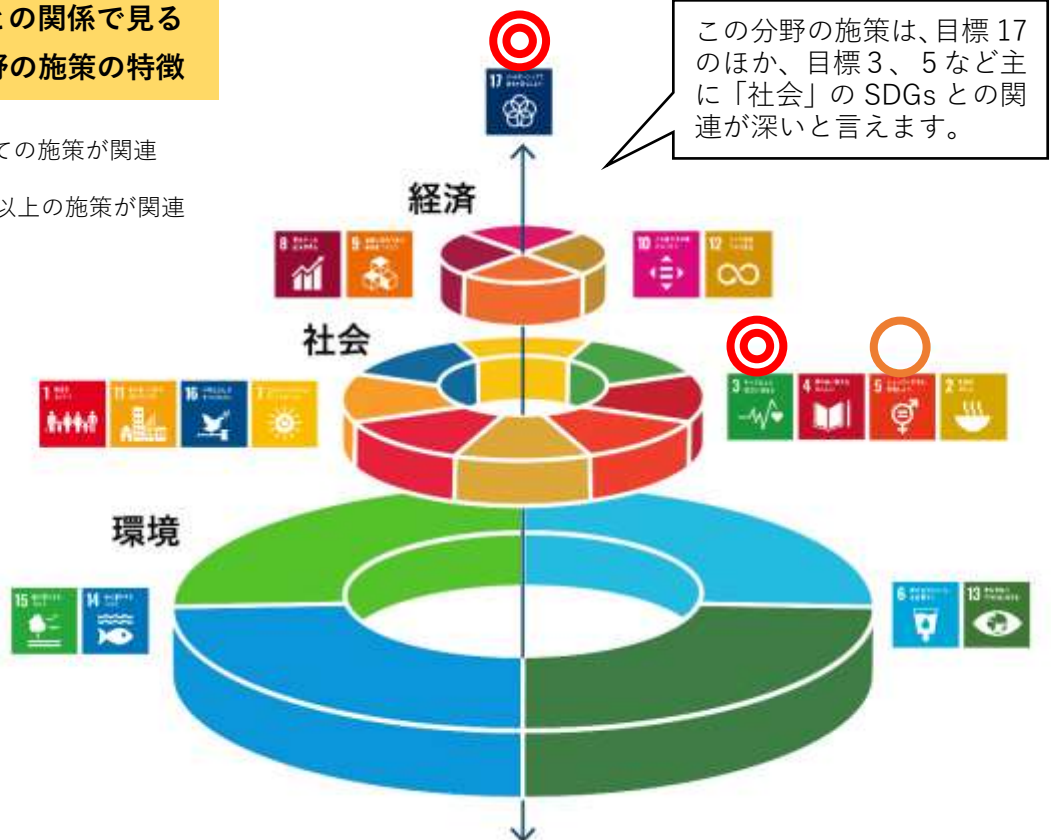 との関係で見る
野の施策の特徴
ての施策が関連
以上の施策が関連
この分野の施策は、目標 17
のほか、目標３、５など主
に「社会」の SDGs との関
連が深いと言えます。
17
経済
8
9
10
12
社会
1
11
16
7
3
4
5
2
環境
15
14
6
13